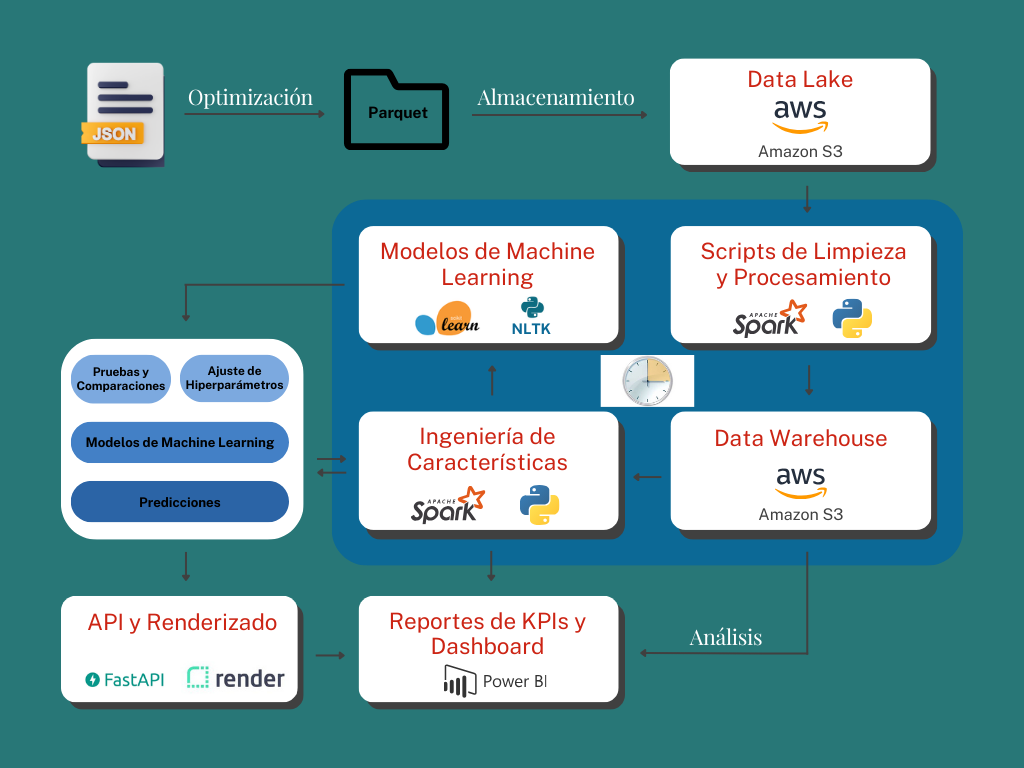 JSON
Optimización
Parquet
Almacenamiento
Data Lake
aws
Amazon S3
Modelos de Machine
Learning
scikit
learn
NLTK
Scripts de Limpieza
y Procesamiento
APACHE
Spark
Pruebas y
Comparaciones
Ajuste de
Hiperparámetros
Modelos de Machine Learning
Predicciones
Ingeniería de
Características
APACHE
Spark
Data Warehouse
aws
Amazon S3
API y Renderizado
FastAPI
render
Reportes de KPIs y
Dashboard
Power BI
Análisis